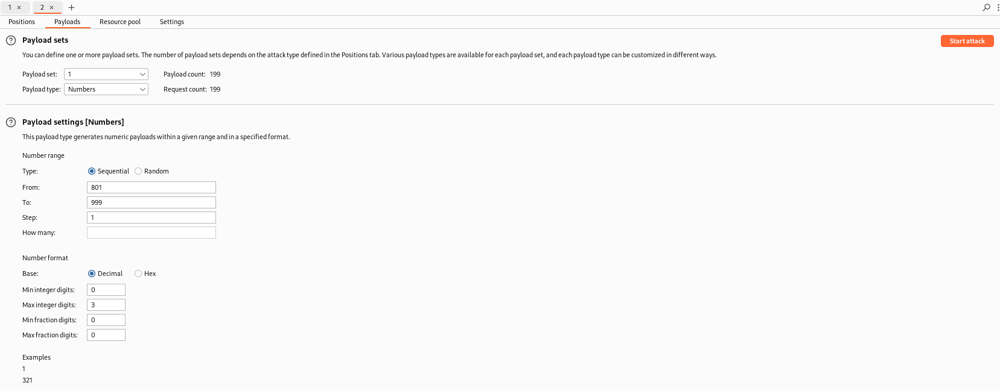 1 × 2 × +
Positions Payloads Resource pool Settings
? Payload sets Start attack
You can define one or more payload sets. The number of payload sets depends on the attack type defined in the Positions tab. Various payload types are available for each payload set, and each payload type can be customized in different ways.
Payload set: 1 Payload count: 199
Payload type: Numbers Request count: 199
? Payload settings [Numbers]
This payload type generates numeric payloads within a given range and in a specified format.
Number range
Type: Sequential Random
From: 801
To: 999
Step: 1
How many:
Number format
Base: Decimal Hex
Min integer digits: 0
Max integer digits: 3
Min fraction digits: 0
Max fraction digits: 0
Examples
1
321